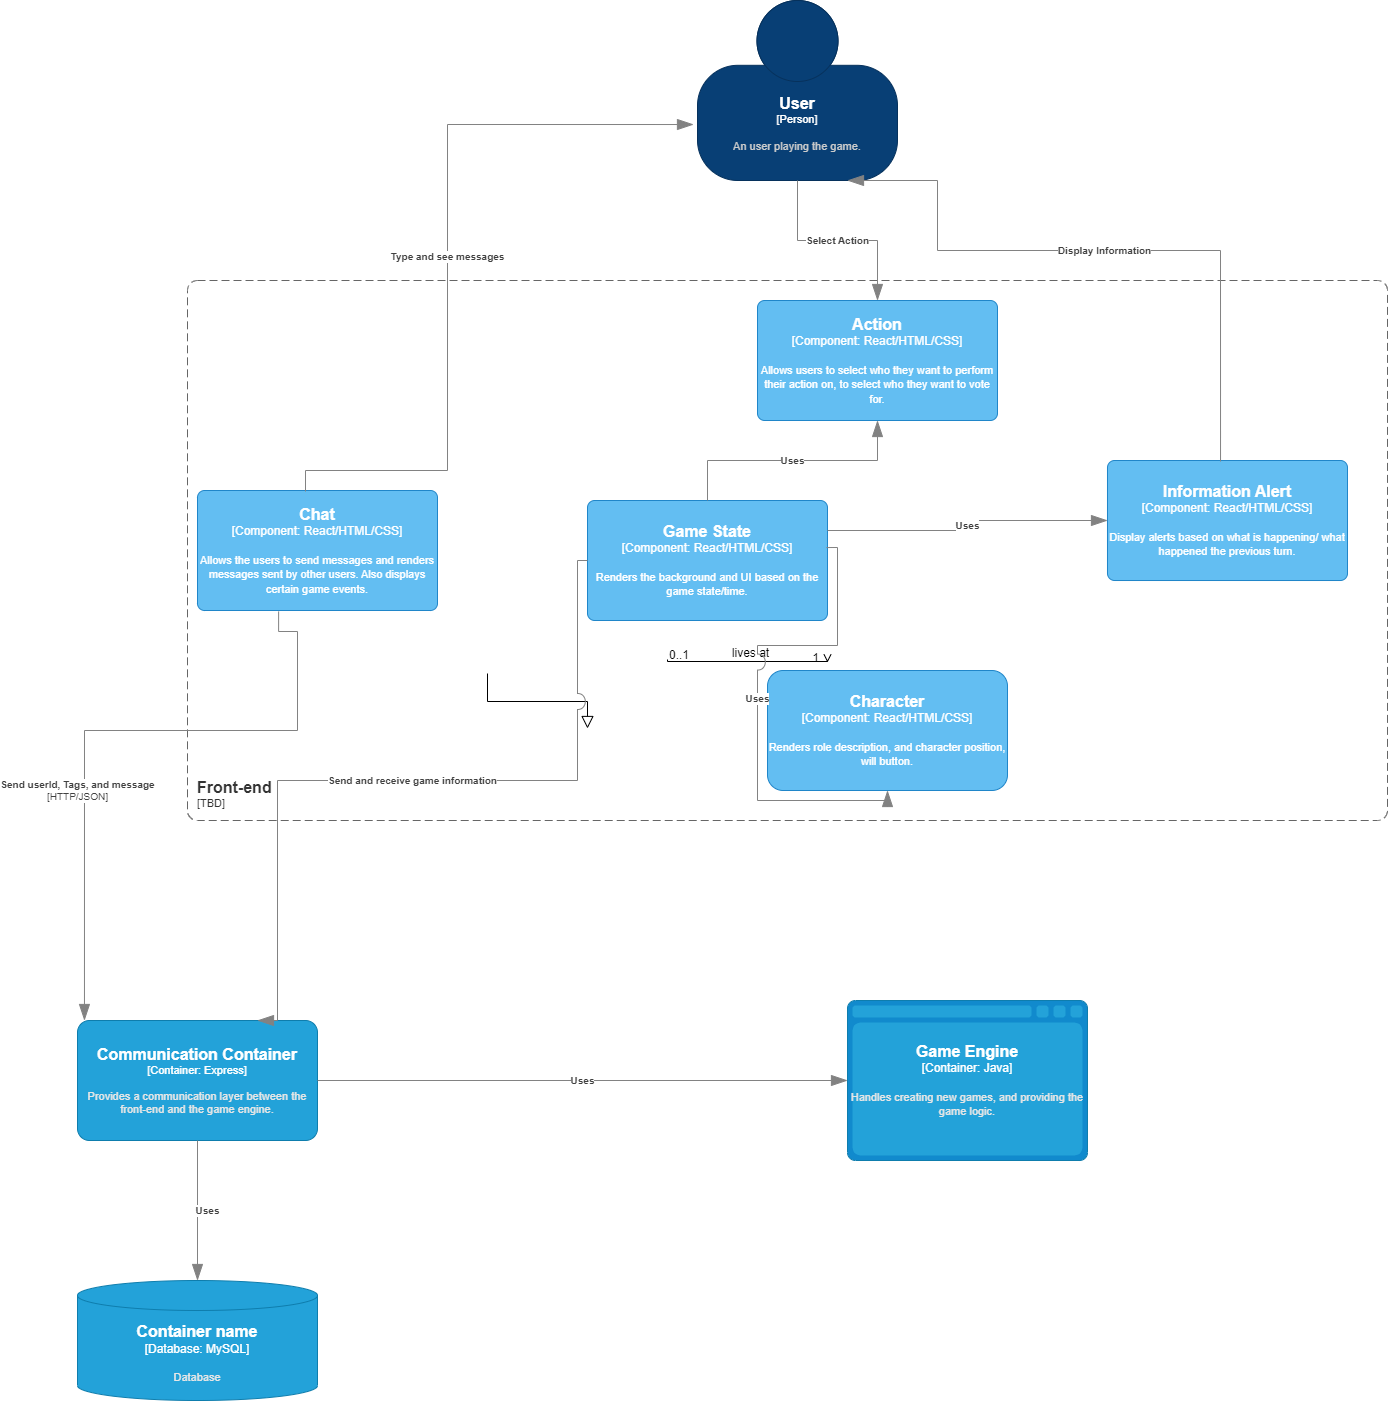 User
[Person]
An user playing the game.
Select Action
Display Information
Type and see messages
Action
[Component: React/HTML/CSS]
Allows users to select who they want to perform
their action on, to select who they want to vote
for.
Uses
Chat
[Component: React/HTML/CSS]
Allows the users to send messages and renders
messages sent by other users. Also displays
certain game events.
Game State
[Component: React/HTML/CSS]
Renders the background and UI based on the
game state/time.
Uses
Information Alert
[Component: React/HTML/CSS]
Display alerts based on what is happening/ what
happened the previous turn.
0..1
lives at
1
Uses
Character
[Component: React/HTML/CSS]
Renders role description, and character position,
will button.
Send userId, Tags, and message
[HTTP/JSON]
Send and receive game information
Front-end
[TBD]
Communication Container
[Container: Express]
Provides a communication layer between the
front-end and the game engine.
Uses
Game Engine
[Container: Java]
Handles creating new games, and providing the
game logic.
Uses
Container name
[Database: MySQL]
Database